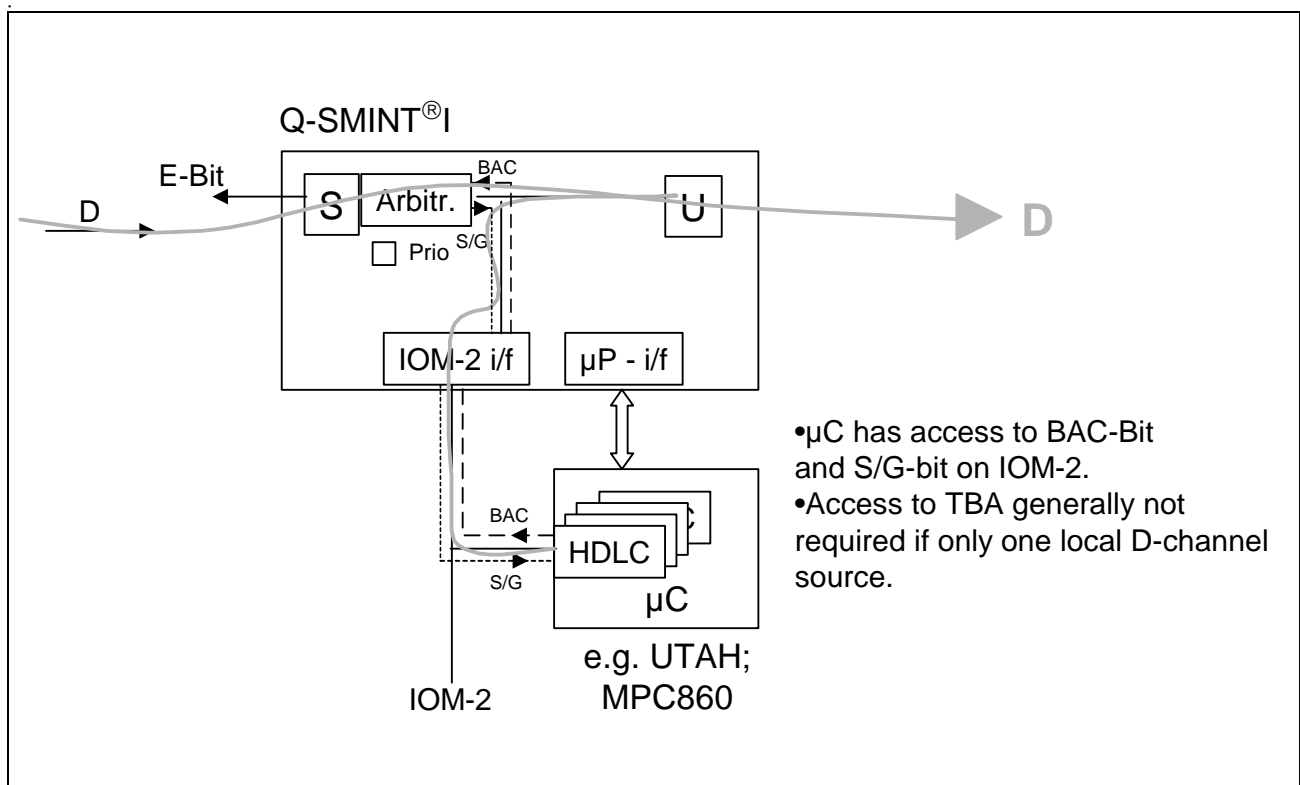 .
Q-SMINT®I
BAC
E-Bit
D
S
Arbitr.
U
D
S/G
Prio
IOM-2 i/f
µP - i/f
•µC has access to BAC-Bit
and S/G-bit on IOM-2.
•Access to TBA generally not
required if only one local D-channel
source.
BAC
C
HDLC
S/G
µC
e.g. UTAH;
MPC860
IOM-2